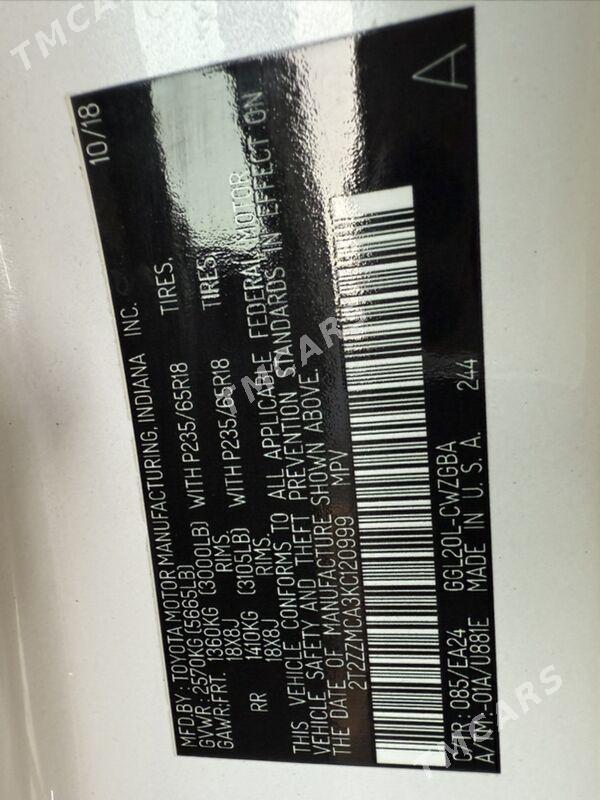 MFD.BY: TOYOTA MOTOR MANUFACTURING, INDIANA INC. 10/18
GVWR: 2570KG (5665LB)
GAWR:FRT. 1360KG (3000LB) WITH P235/65R18 TIRES,
18X8J RIMS,
RR 1410KG (3105LB) WITH P235/65R18 TIRES,
18X8J RIMS.
THIS VEHICLE CONFORMS TO ALL APPLICABLE FEDERAL MOTOR
VEHICLE SAFETY AND THEFT PREVENTION STANDARDS IN EFFECT ON
THE DATE OF MANUFACTURE SHOWN ABOVE.
2T2ZZMCA3KC120999 MPV
C/TR: 085/EA24 GGL20L-CWZGBA
A/TM:-01A/U881E MADE IN U.S.A. 244 A
TMCARS
TMCARS
TMCARS